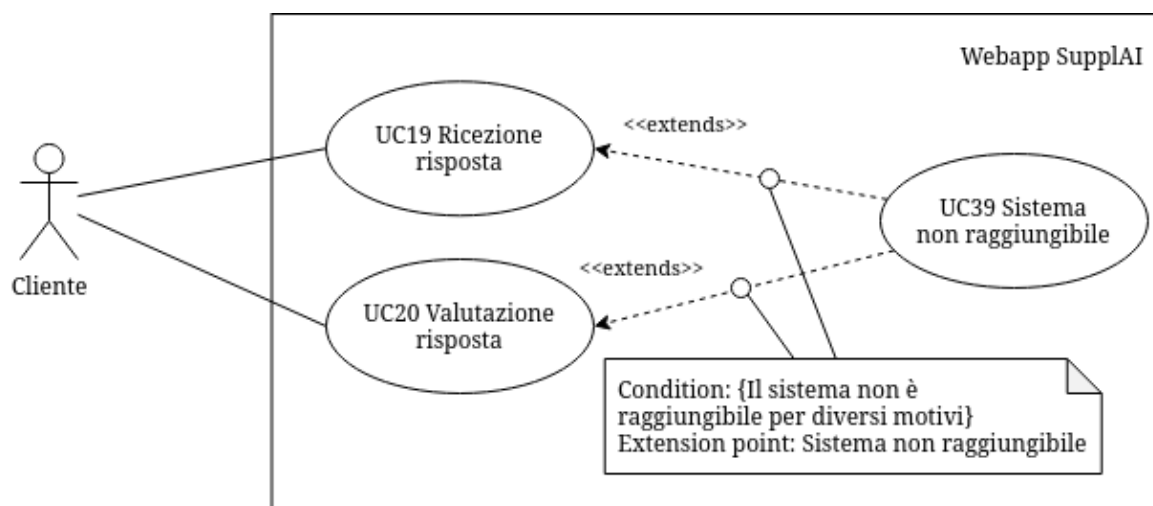 Webapp SupplAI
UC19 Ricezione
risposta
<<extends>>
UC39 Sistema
non raggiungibile
Cliente
<<extends>>
UC20 Valutazione
risposta
Condition: {Il sistema non è
raggiungibile per diversi motivi}
Extension point: Sistema non raggiungibile